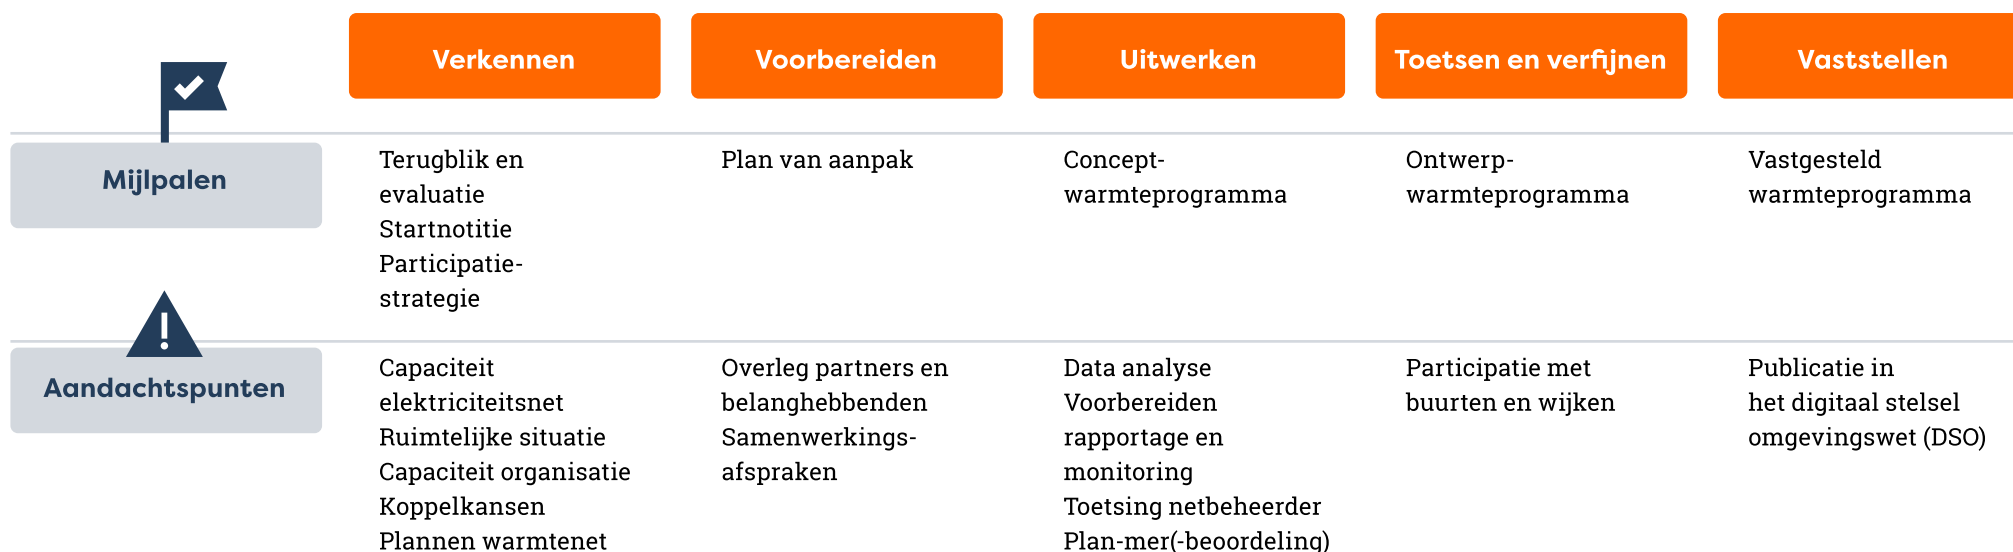 Verkennen
Voorbereiden
Uitwerken
Toetsen en verfijnen
Vaststellen
Mijlpalen
Terugblik en
evaluatie
Startnotitie
Participatie-
strategie
Plan van aanpak
Concept-
warmteprogramma
Ontwerp-
warmteprogramma
Vastgesteld
warmteprogramma
Aandachtspunten
Capaciteit
elektriciteitsnet
Ruimtelijke situatie
Capaciteit organisatie
Koppelkansen
Plannen warmtenet
Overleg partners en
belanghebbenden
Samenwerkings-
afspraken
Data analyse
Voorbereiden
rapportage en
monitoring
Toetsing netbeheerder
Plan-mer(-beoordeling)
Participatie met
buurten en wijken
Publicatie in
het digitaal stelsel
omgevingswet (DSO)